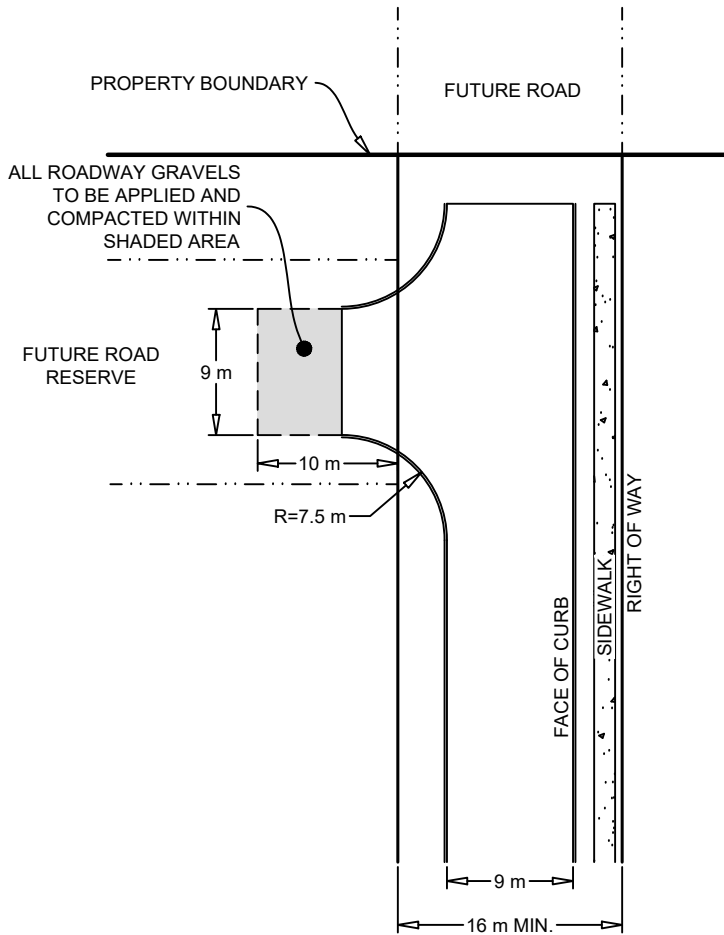 PROPERTY BOUNDARY
FUTURE ROAD
ALL ROADWAY GRAVELS
TO BE APPLIED AND
COMPACTED WITHIN
SHADED AREA
FUTURE ROAD
RESERVE
9 m
10 m
R=7.5 m
FACE OF CURB
SIDEWALK
RIGHT OF WAY
9 m
16 m MIN.